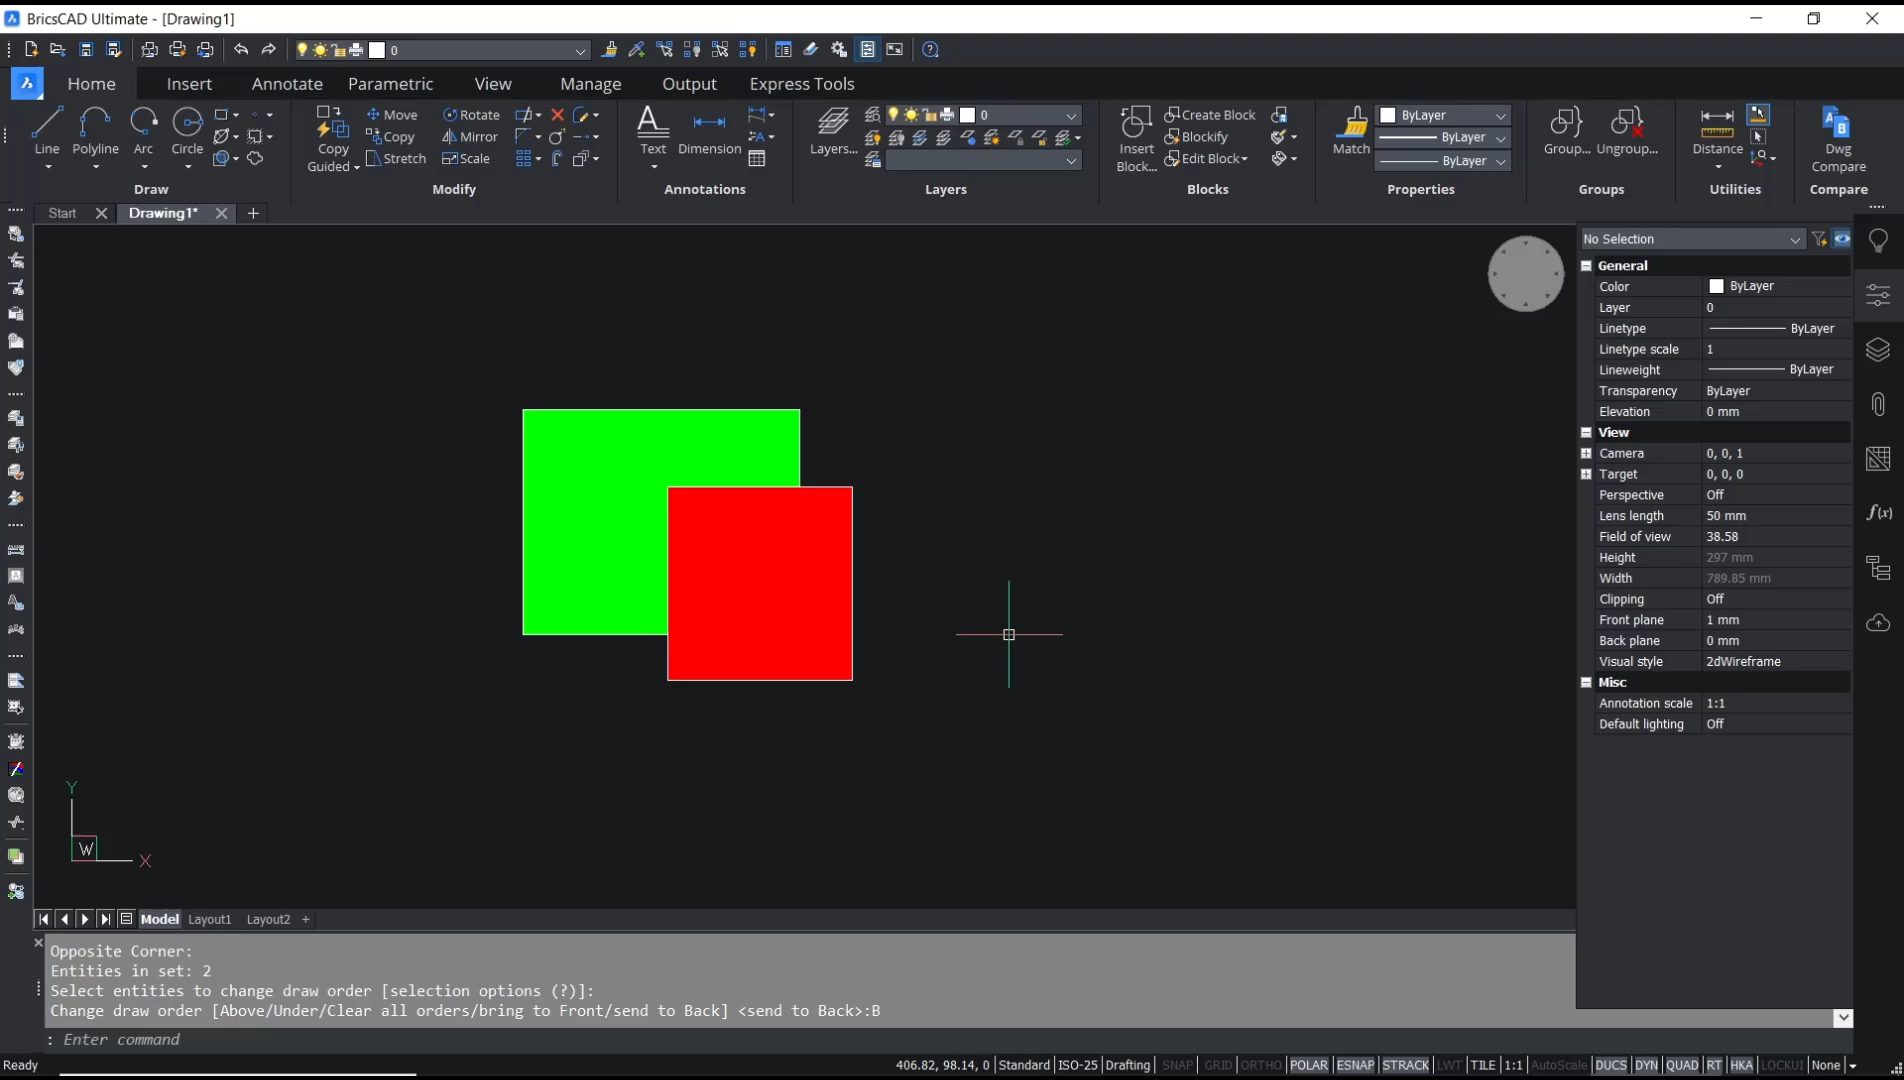 BricsCAD Ultimate - [Drawing1]
0
Home Insert Annotate Parametric View Manage Output Express Tools
Line Polyline Arc Circle
Draw
Copy Guided
Move Rotate
Copy Mirror
Stretch Scale
Modify
Text Dimension
Annotations
Layers...
0
Layers
Insert Block...
Create Block
Blockify
Edit Block
Blocks
Match
ByLayer
ByLayer
ByLayer
Properties
Group... Ungroup...
Groups
Distance
Utilities
Dwg Compare
Compare
Start Drawing1*
No Selection
General
Color ByLayer
Layer 0
Linetype ByLayer
Linetype scale 1
Lineweight ByLayer
Transparency ByLayer
Elevation 0 mm
View
Camera 0, 0, 1
Target 0, 0, 0
Perspective Off
Lens length 50 mm
Field of view 38.58
Height 297 mm
Width 789.85 mm
Clipping Off
Front plane 1 mm
Back plane 0 mm
Visual style 2dWireframe
Misc
Annotation scale 1:1
Default lighting Off
f(x)
Y
W
X
Model Layout1 Layout2 +
Opposite Corner:
Entities in set: 2
Select entities to change draw order [selection options (?)]:
Change draw order [Above/Under/Clear all orders/bring to Front/send to Back] <send to Back>:B
: Enter command
Ready 406.82, 98.14, 0 Standard ISO-25 Drafting SNAP GRID ORTHO POLAR ESNAP STRACK LWT TILE 1:1 AutoScale DUCS DYN QUAD RT HKA LOCKUI None